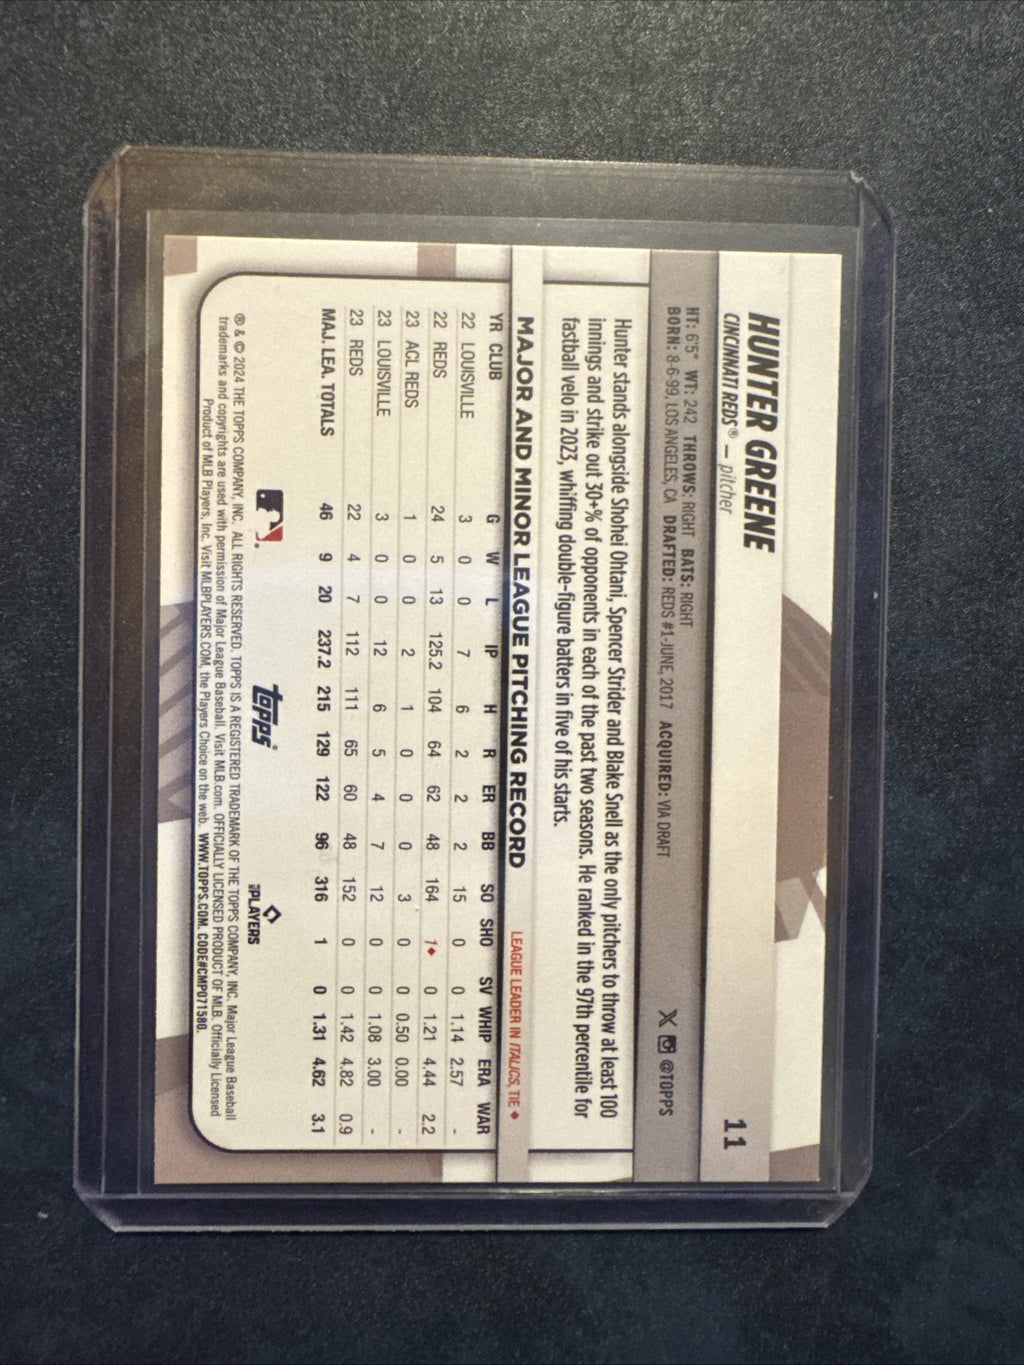 11
HUNTER GREENE
CINCINNATI REDS® — pitcher
HT: 6'5" WT: 242 THROWS: RIGHT BATS: RIGHT
BORN: 8-6-99, LOS ANGELES, CA DRAFTED: REDS #1-JUNE, 2017 ACQUIRED: VIA DRAFT
X @TOPPS
Hunter stands alongside Shohei Ohtani, Spencer Strider and Blake Snell as the only pitchers to throw at least 100
innings and strike out 30+% of opponents in each of the past two seasons. He ranked in the 97th percentile for
fastball velo in 2023, whiffing double-figure batters in five of his starts.
MAJOR AND MINOR LEAGUE PITCHING RECORD LEAGUE LEADER IN ITALICS, TIE ♦
YR CLUB G W L IP H R ER BB SO SHO SV WHIP ERA WAR
22 LOUISVILLE 3 0 0 7 6 2 2 2 15 0 0 1.14 2.57 -
22 REDS 24 5 13 125.2 104 64 62 48 164 1♦ 0 1.21 4.44 2.2
23 ACL REDS 1 0 0 2 1 0 0 0 3 0 0 0.50 0.00 -
23 LOUISVILLE 3 0 0 12 6 5 4 7 12 0 0 1.08 3.00 -
23 REDS 22 4 7 112 111 65 60 48 152 0 0 1.42 4.82 0.9
MAJ. LEA. TOTALS 46 9 20 237.2 215 129 122 96 316 1 0 1.31 4.62 3.1
topps PLAYERS
® & © 2024 THE TOPPS COMPANY, INC. ALL RIGHTS RESERVED. TOPPS IS A REGISTERED TRADEMARK OF THE TOPPS COMPANY, INC. Major League Baseball
trademarks and copyrights are used with permission of Major League Baseball. Visit MLB.com. OFFICIALLY LICENSED PRODUCT OF MLB. Officially Licensed
Product of MLB Players, Inc. Visit MLBPLAYERS.COM, the Players Choice on the web. WWW.TOPPS.COM. CODE#CMP071580.